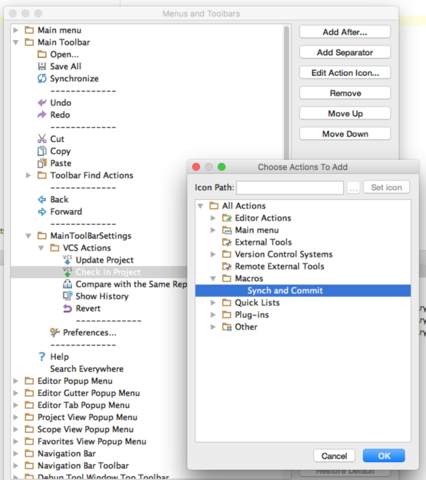 Menus and Toolbars
Main menu
Main Toolbar
Open...
Save All
Synchronize
-------------
Undo
Redo
-------------
Cut
Copy
Paste
Toolbar Find Actions
-------------
Back
Forward
-------------
MainToolBarSettings
VCS Actions
Update Project
Check In Project
Compare with the Same Rep
Show History
Revert
-------------
Preferences...
-------------
Help
Search Everywhere
Editor Popup Menu
Editor Gutter Popup Menu
Editor Tab Popup Menu
Project View Popup Menu
Scope View Popup Menu
Favorites View Popup Menu
Navigation Bar
Navigation Bar Toolbar
Debug Tool Window Top Toolbar
Add After...
Add Separator
Edit Action Icon...
Remove
Move Up
Move Down
Choose Actions To Add
Icon Path:
...
Set icon
All Actions
Editor Actions
Main menu
External Tools
Version Control Systems
Remote External Tools
Macros
Synch and Commit
Quick Lists
Plug-ins
Other
Cancel
OK
Restore Default